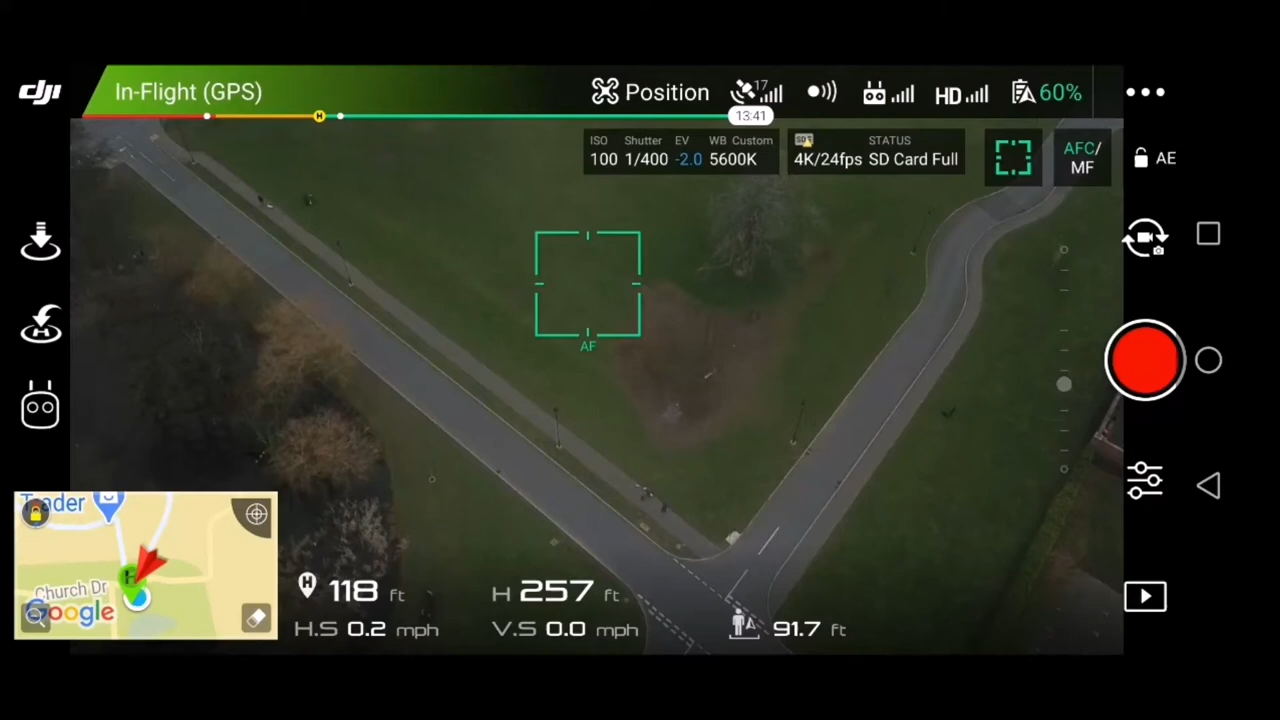 dji
In-Flight (GPS)
Position
17
HD
60%
H
13:41
ISO Shutter EV WB Custom
100 1/400 -2.0 5600K
STATUS
4K/24fps SD Card Full
AFC/
MF
AE
AF
Trader
H
Church Dr
Google
H 118 ft
H 257 ft
H.S 0.2 mph
V.S 0.0 mph
91.7 ft